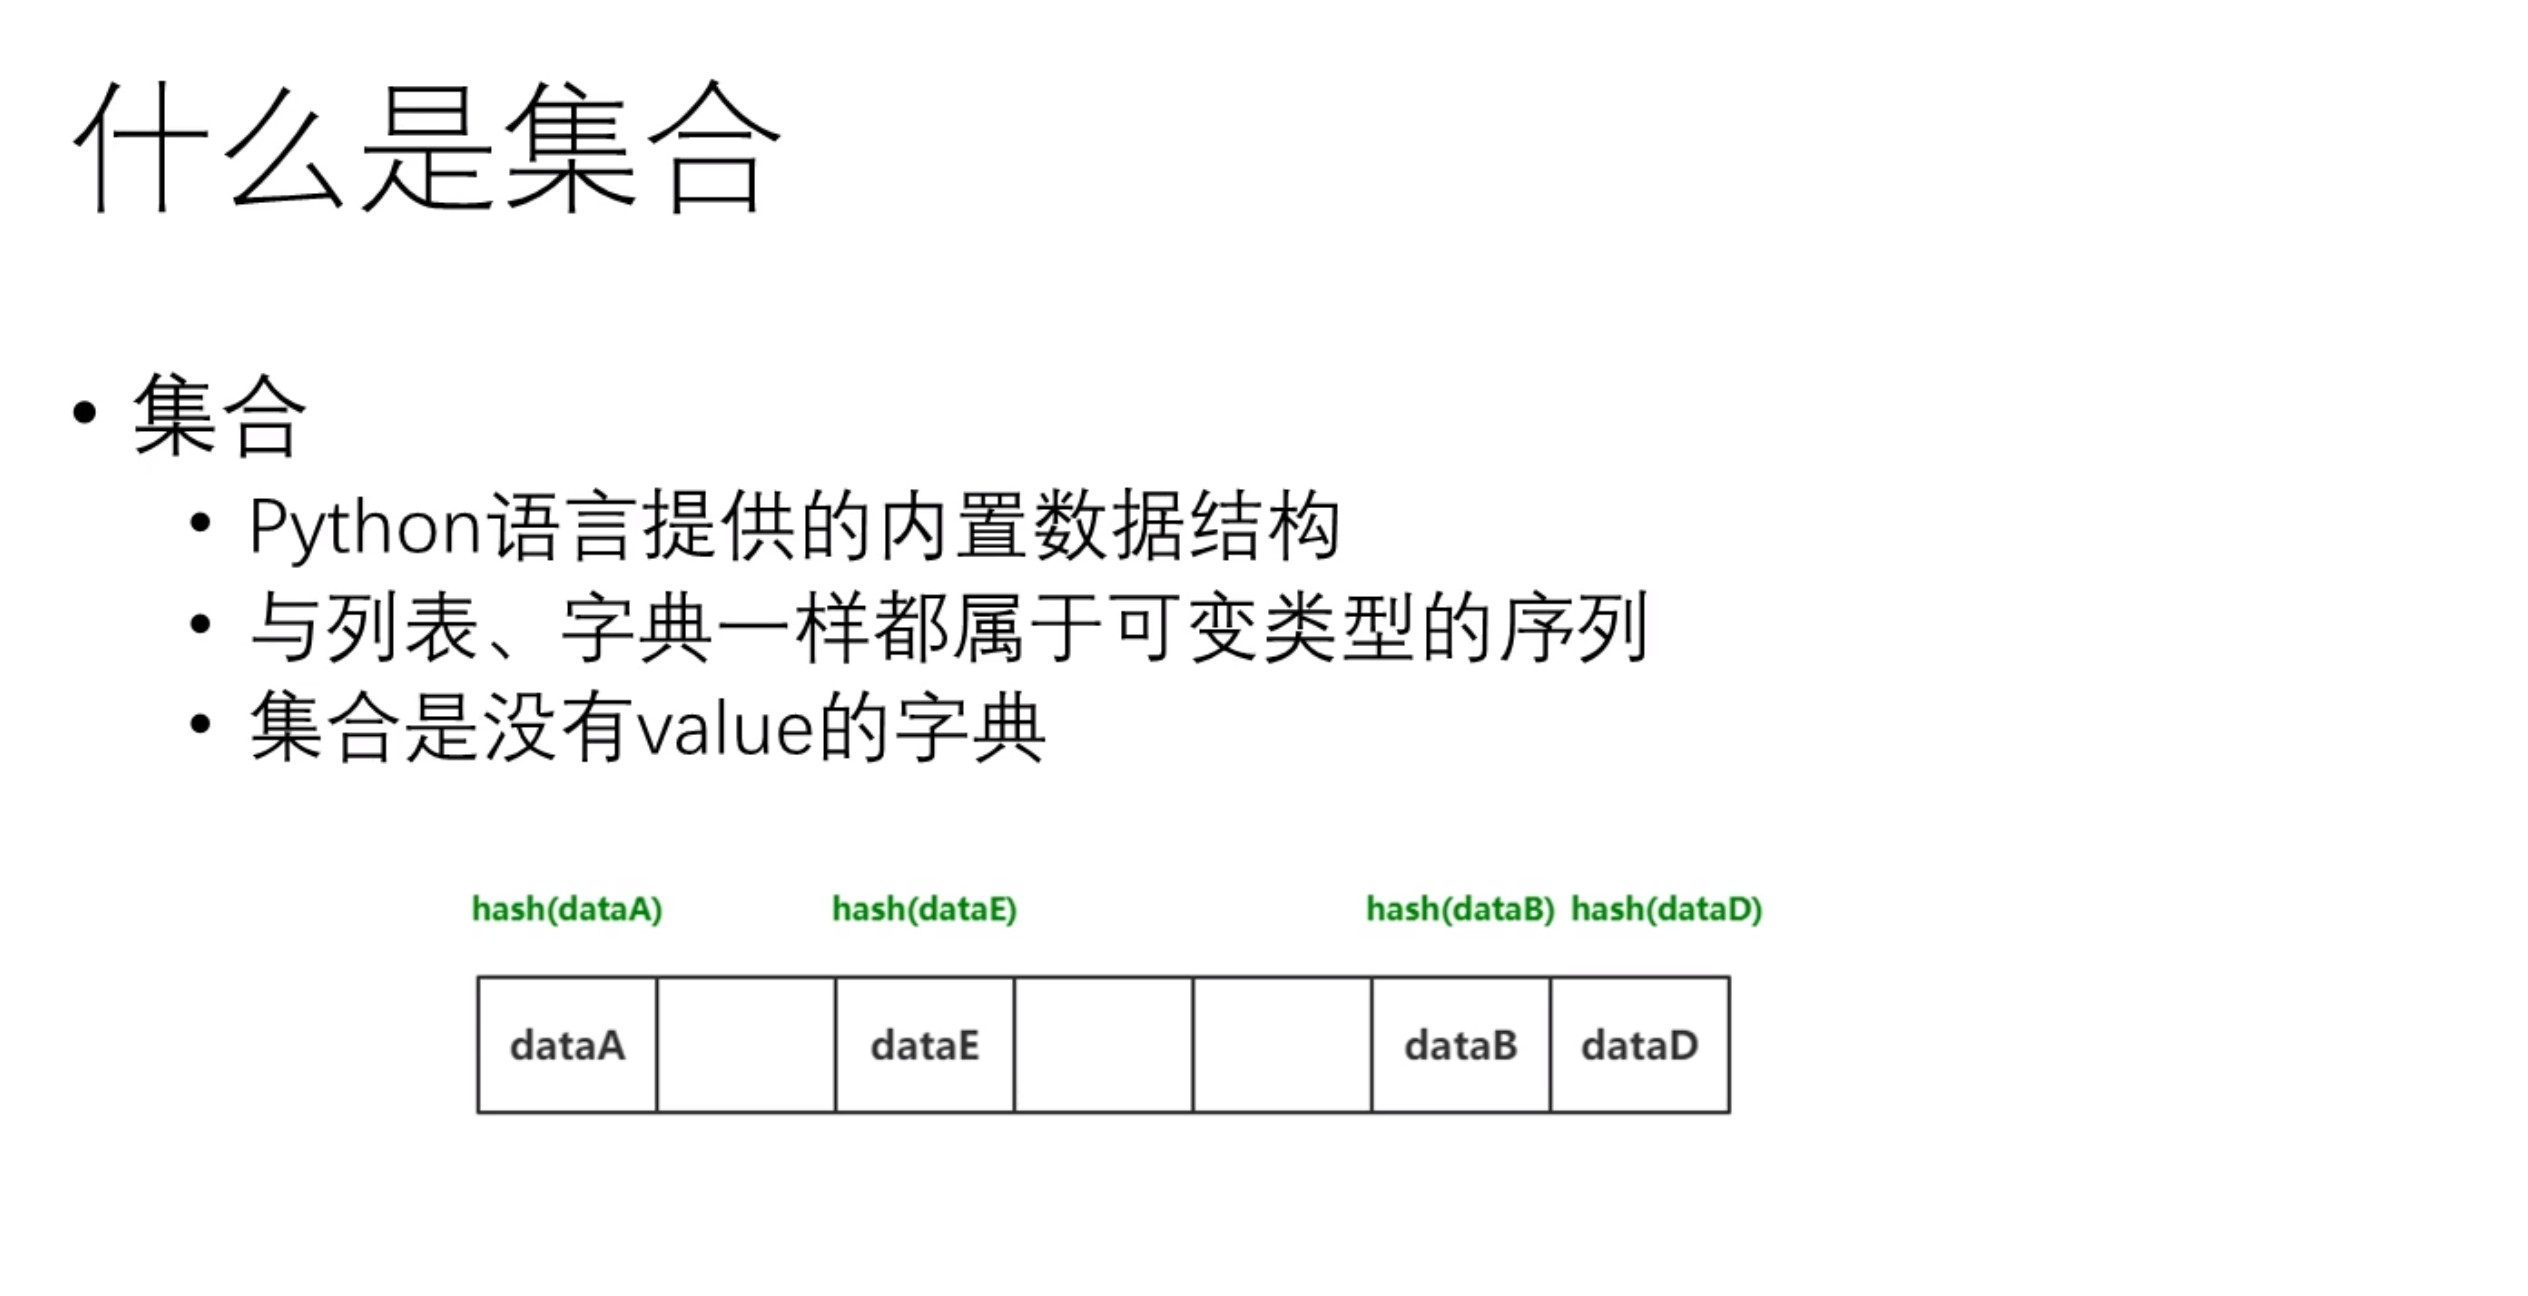 什么是集合
• 集合
• Python语言提供的内置数据结构
• 与列表、字典一样都属于可变类型的序列
• 集合是没有value的字典
hash(dataA) hash(dataE) hash(dataB) hash(dataD)
dataA dataE dataB dataD